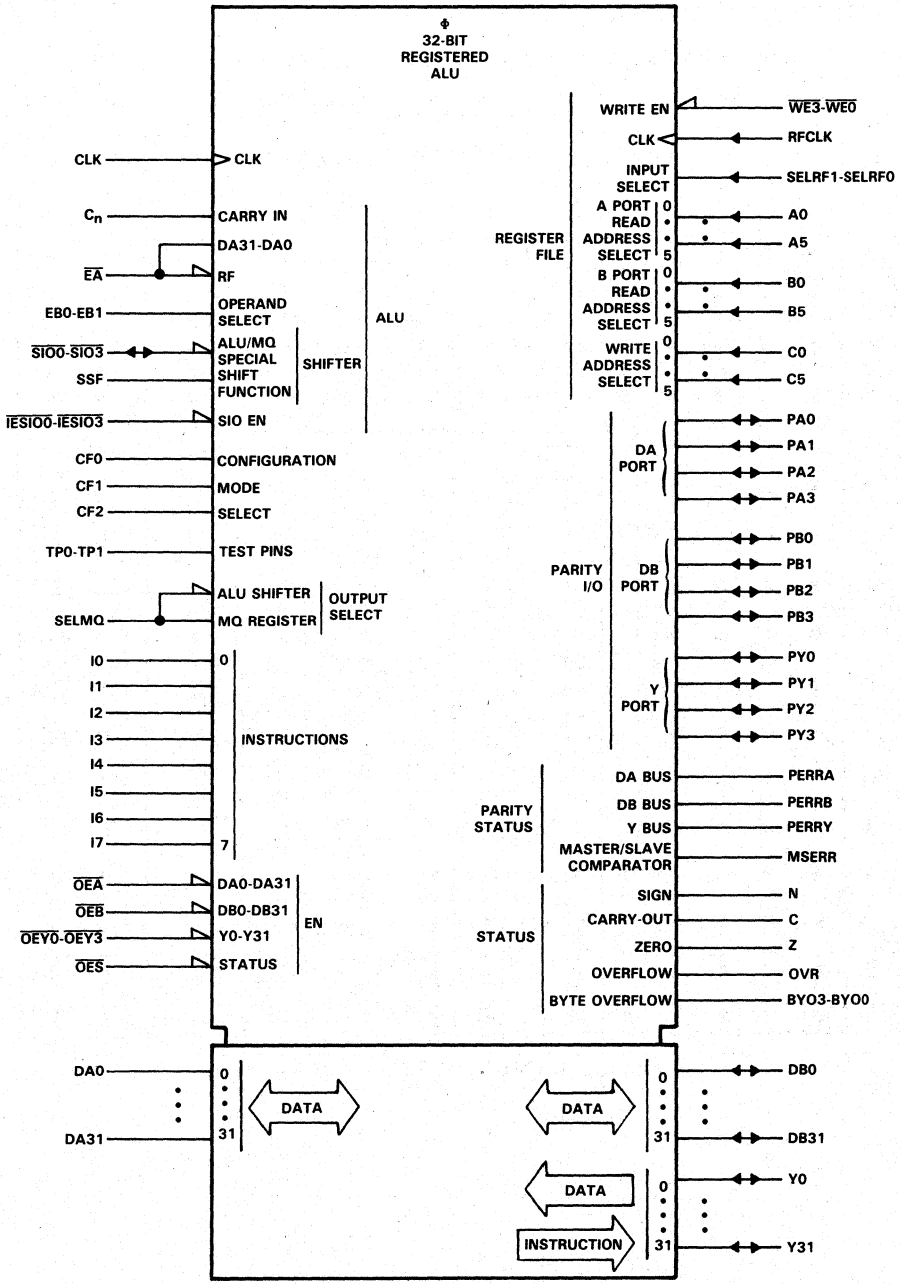 Φ
32-BIT
REGISTERED
ALU
CLK
CLK
Cn
CARRY IN
DA31-DA0
EA
RF
EB0-EB1
OPERAND
SELECT
SIO0-SIO3
ALU/MQ
SPECIAL
SSF
SHIFT
FUNCTION
SHIFTER
ALU
IESIO0-IESIO3
SIO EN
CF0
CONFIGURATION
CF1
MODE
CF2
SELECT
TP0-TP1
TEST PINS
ALU SHIFTER
SELMQ
MQ REGISTER
OUTPUT
SELECT
I0
0
I1
I2
I3
INSTRUCTIONS
I4
I5
I6
I7
7
OEA
DA0-DA31
OEB
DB0-DB31
EN
OEY0-OEY3
Y0-Y31
OES
STATUS
WRITE EN
WE3-WE0
CLK
RFCLK
INPUT
SELECT
SELRF1-SELRF0
REGISTER
FILE
A PORT
READ
ADDRESS
SELECT
0
5
A0
A5
B PORT
READ
ADDRESS
SELECT
0
5
B0
B5
WRITE
ADDRESS
SELECT
0
5
C0
C5
PARITY
I/O
DA
PORT
PA0
PA1
PA2
PA3
DB
PORT
PB0
PB1
PB2
PB3
Y
PORT
PY0
PY1
PY2
PY3
PARITY
STATUS
DA BUS
PERRA
DB BUS
PERRB
Y BUS
PERRY
MASTER/SLAVE
COMPARATOR
MSERR
STATUS
SIGN
N
CARRY-OUT
C
ZERO
Z
OVERFLOW
OVR
BYTE OVERFLOW
BYO3-BYO0
DA0
0
DATA
DA31
31
DATA
0
DB0
31
DB31
DATA
0
Y0
INSTRUCTION
31
Y31